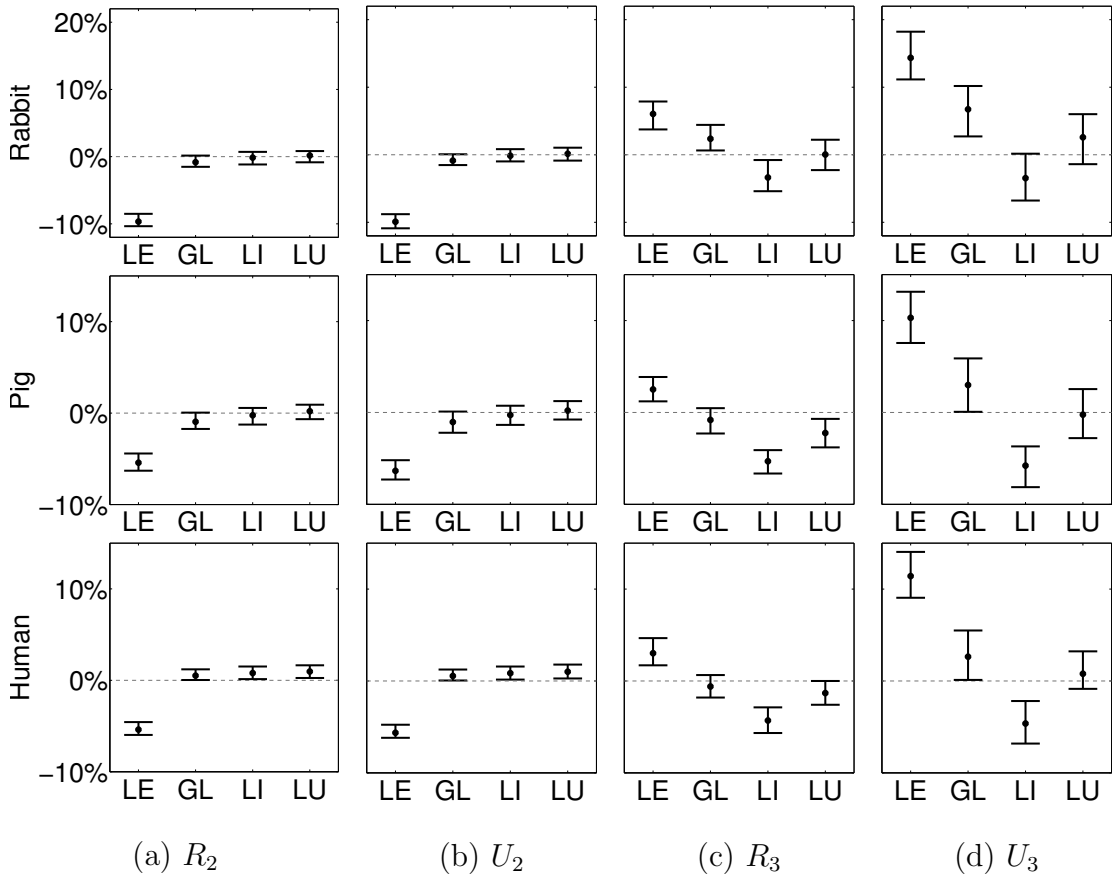 20%
10%
0%
−10%
Rabbit
LE GL LI LU
LE GL LI LU
LE GL LI LU
LE GL LI LU
10%
0%
−10%
Pig
LE GL LI LU
LE GL LI LU
LE GL LI LU
LE GL LI LU
10%
0%
−10%
Human
LE GL LI LU
LE GL LI LU
LE GL LI LU
LE GL LI LU
(a) R₂
(b) U₂
(c) R₃
(d) U₃